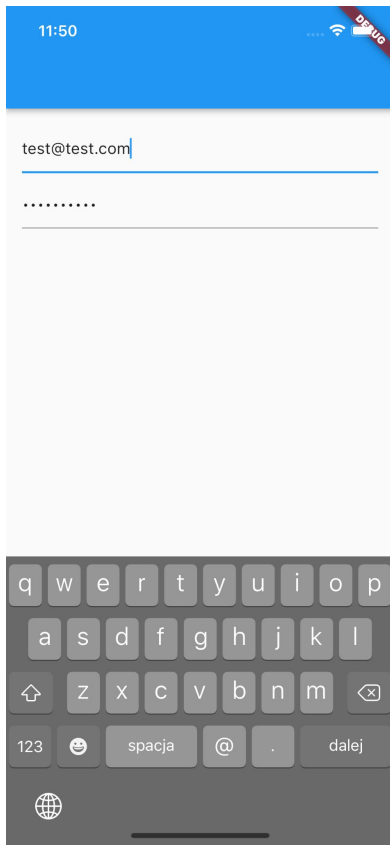 11:50
DEBUG
test@test.com
••••••••••
q w e r t y u i o p
a s d f g h j k l
z x c v b n m
123 spacja @ . dalej